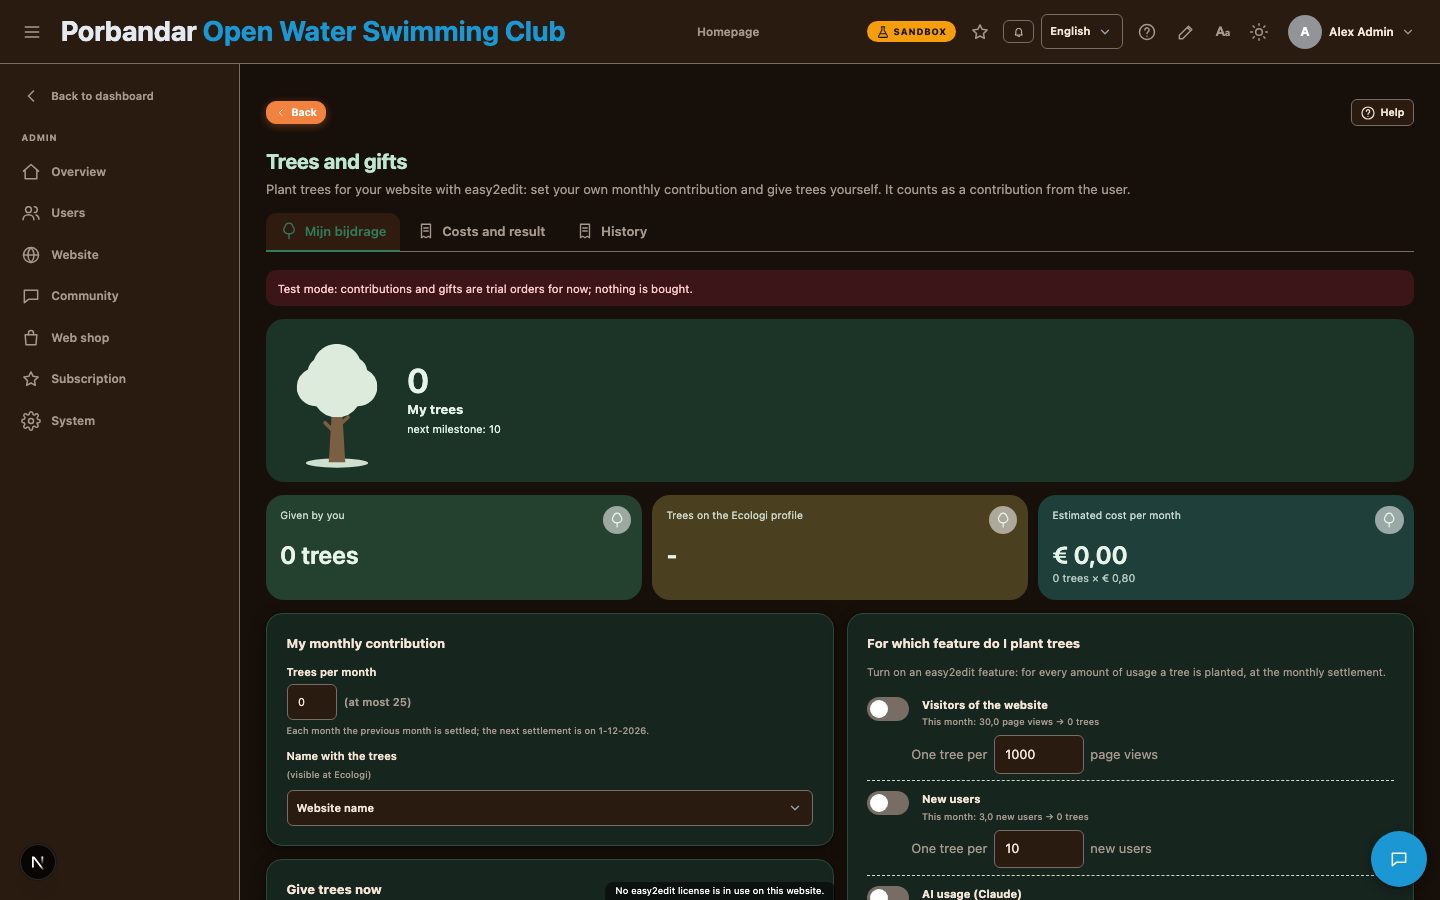 Porbandar Open Water Swimming Club
Homepage
SANDBOX
English
Aa
A
Alex Admin
Back to dashboard
ADMIN
Overview
Users
Website
Community
Web shop
Subscription
System
Back
Help
Trees and gifts
Plant trees for your website with easy2edit: set your own monthly contribution and give trees yourself. It counts as a contribution from the user.
Mijn bijdrage
Costs and result
History
Test mode: contributions and gifts are trial orders for now; nothing is bought.
0
My trees
next milestone: 10
Given by you
0 trees
Trees on the Ecologi profile
-
Estimated cost per month
€ 0,00
0 trees × € 0,80
My monthly contribution
Trees per month
0 (at most 25)
Each month the previous month is settled; the next settlement is on 1-12-2026.
Name with the trees
(visible at Ecologi)
Website name
Give trees now
For which feature do I plant trees
Turn on an easy2edit feature: for every amount of usage a tree is planted, at the monthly settlement.
Visitors of the website
This month: 30,0 page views → 0 trees
One tree per 1000 page views
New users
This month: 3,0 new users → 0 trees
One tree per 10 new users
AI usage (Claude)
No easy2edit license is in use on this website.
N